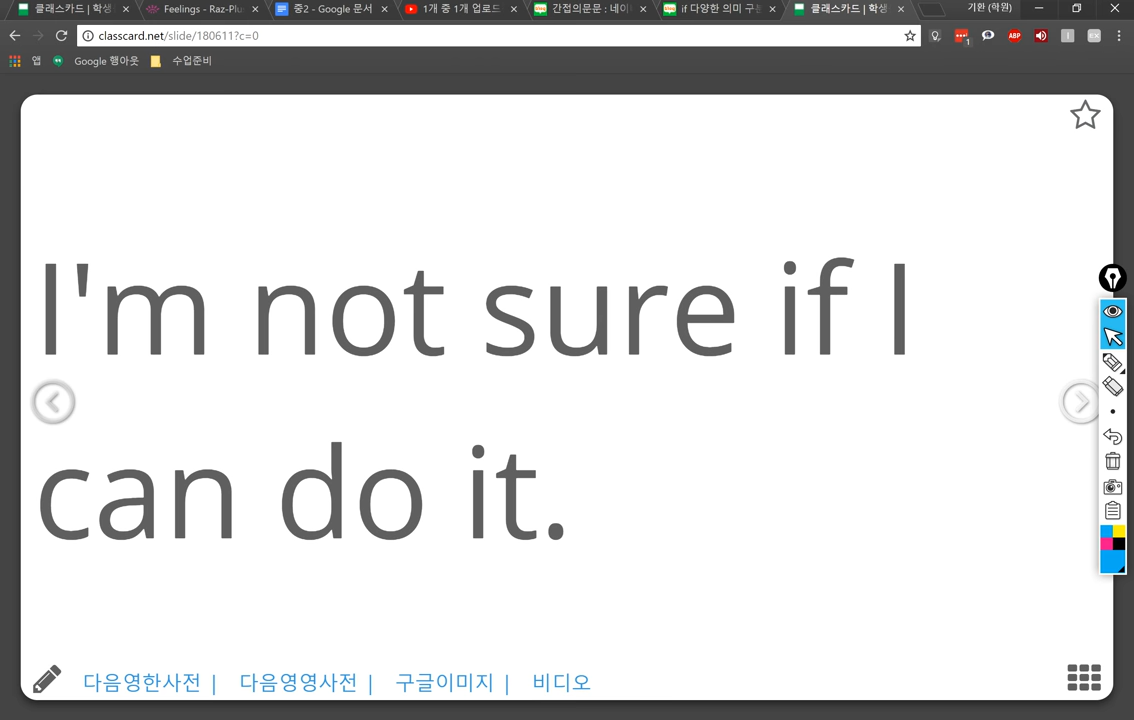 클래스카드 | 학생
Feelings - Raz-Plu
중2 - Google 문서
1개 중 1개 업로드
간접의문문 : 네이
if 다양한 의미 구분
클래스카드 | 학생
기환 (학원)
classcard.net/slide/180611?c=0
ABP
1
앱
Google 행아웃
수업준비
I'm not sure if I
can do it.
다음영한사전 | 다음영영사전 | 구글이미지 | 비디오